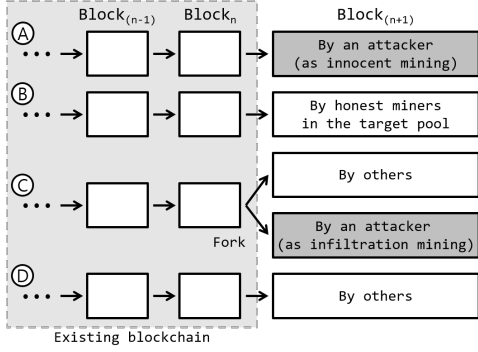 Block(n-1) Blockn Block(n+1)
A
By an attacker
(as innocent mining)
B
By honest miners
in the target pool
C
By others
Fork
By an attacker
(as infiltration mining)
D
By others
Existing blockchain